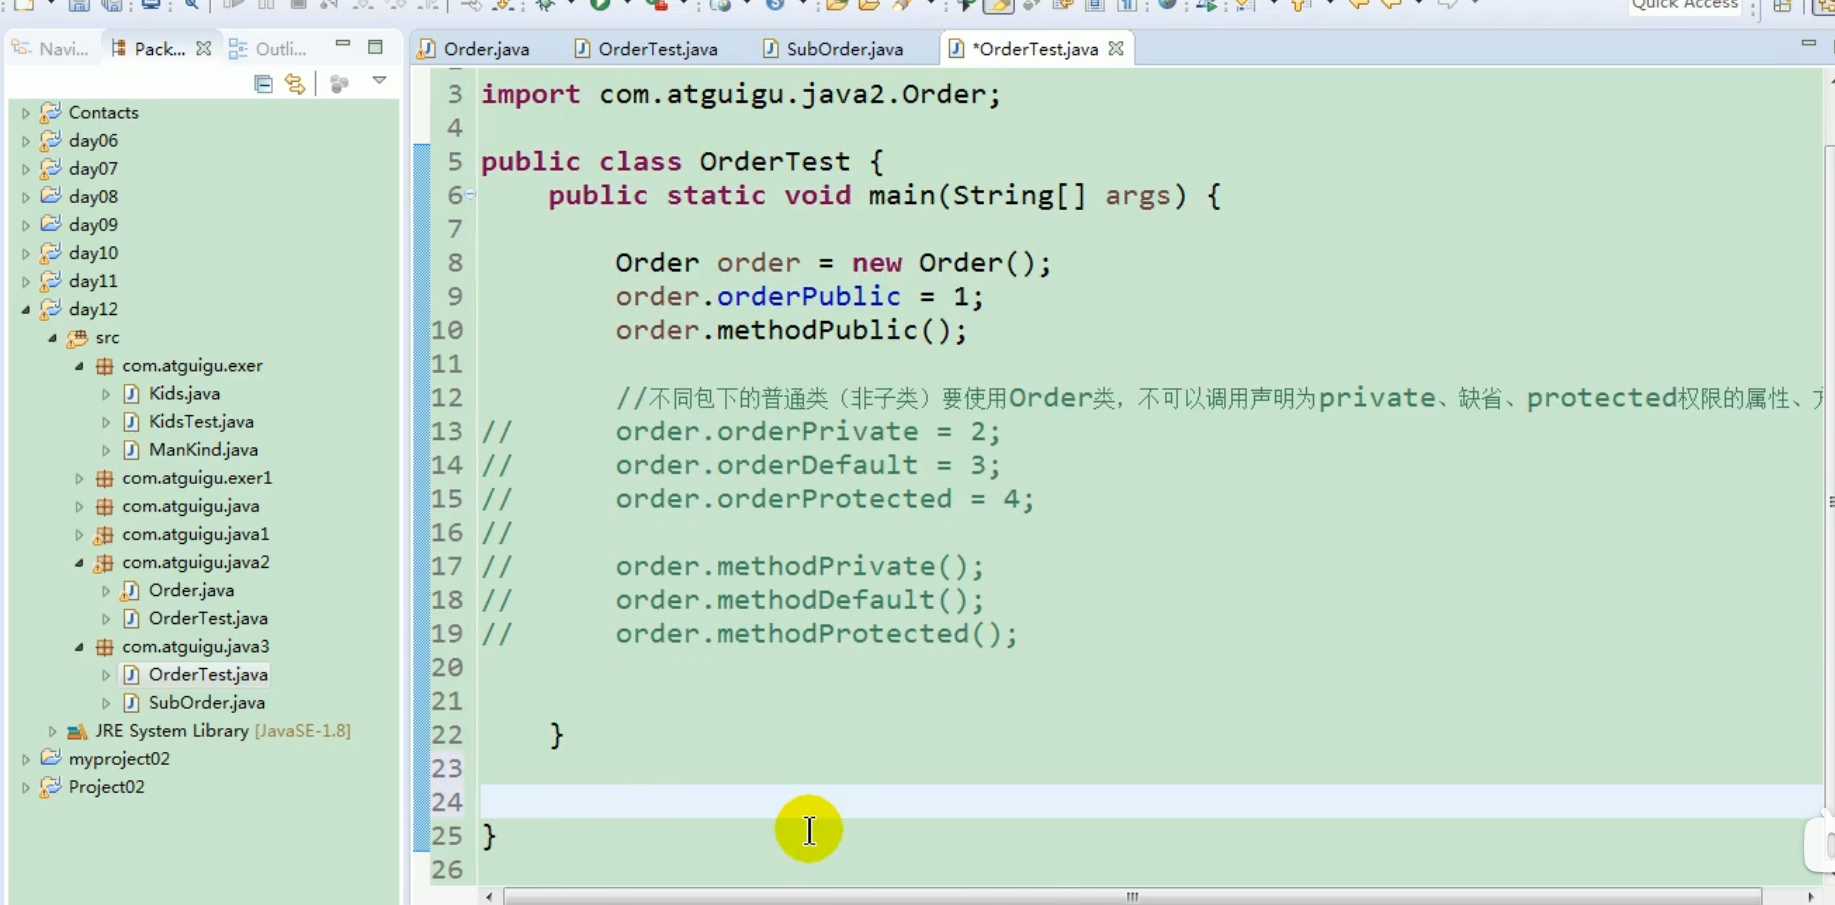 Quick Access
Navi...
Pack...
Outli...
Order.java
OrderTest.java
SubOrder.java
*OrderTest.java
Contacts
day06
day07
day08
day09
day10
day11
day12
src
com.atguigu.exer
Kids.java
KidsTest.java
ManKind.java
com.atguigu.exer1
com.atguigu.java
com.atguigu.java1
com.atguigu.java2
Order.java
OrderTest.java
com.atguigu.java3
OrderTest.java
SubOrder.java
JRE System Library [JavaSE-1.8]
myproject02
Project02
3 import com.atguigu.java2.Order;
4
5 public class OrderTest {
6 public static void main(String[] args) {
7
8 Order order = new Order();
9 order.orderPublic = 1;
10 order.methodPublic();
11
12 //不同包下的普通类（非子类）要使用Order类，不可以调用声明为private、缺省、protected权限的属性、
13 // order.orderPrivate = 2;
14 // order.orderDefault = 3;
15 // order.orderProtected = 4;
16 //
17 // order.methodPrivate();
18 // order.methodDefault();
19 // order.methodProtected();
20
21
22 }
23
24
25 }
26